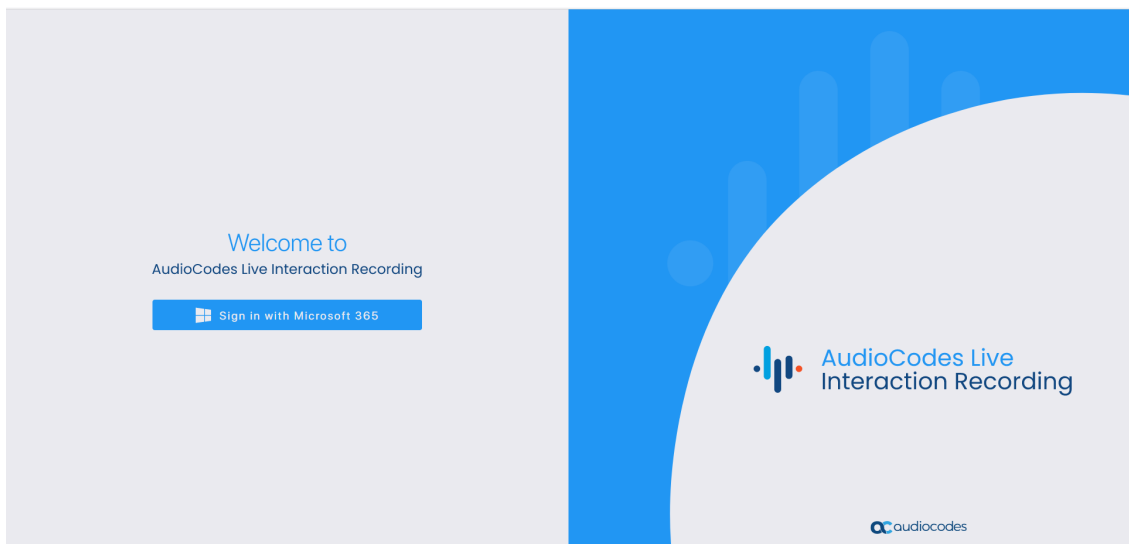 Welcome to
AudioCodes Live Interaction Recording
Sign in with Microsoft 365
AudioCodes Live
Interaction Recording
audiocodes